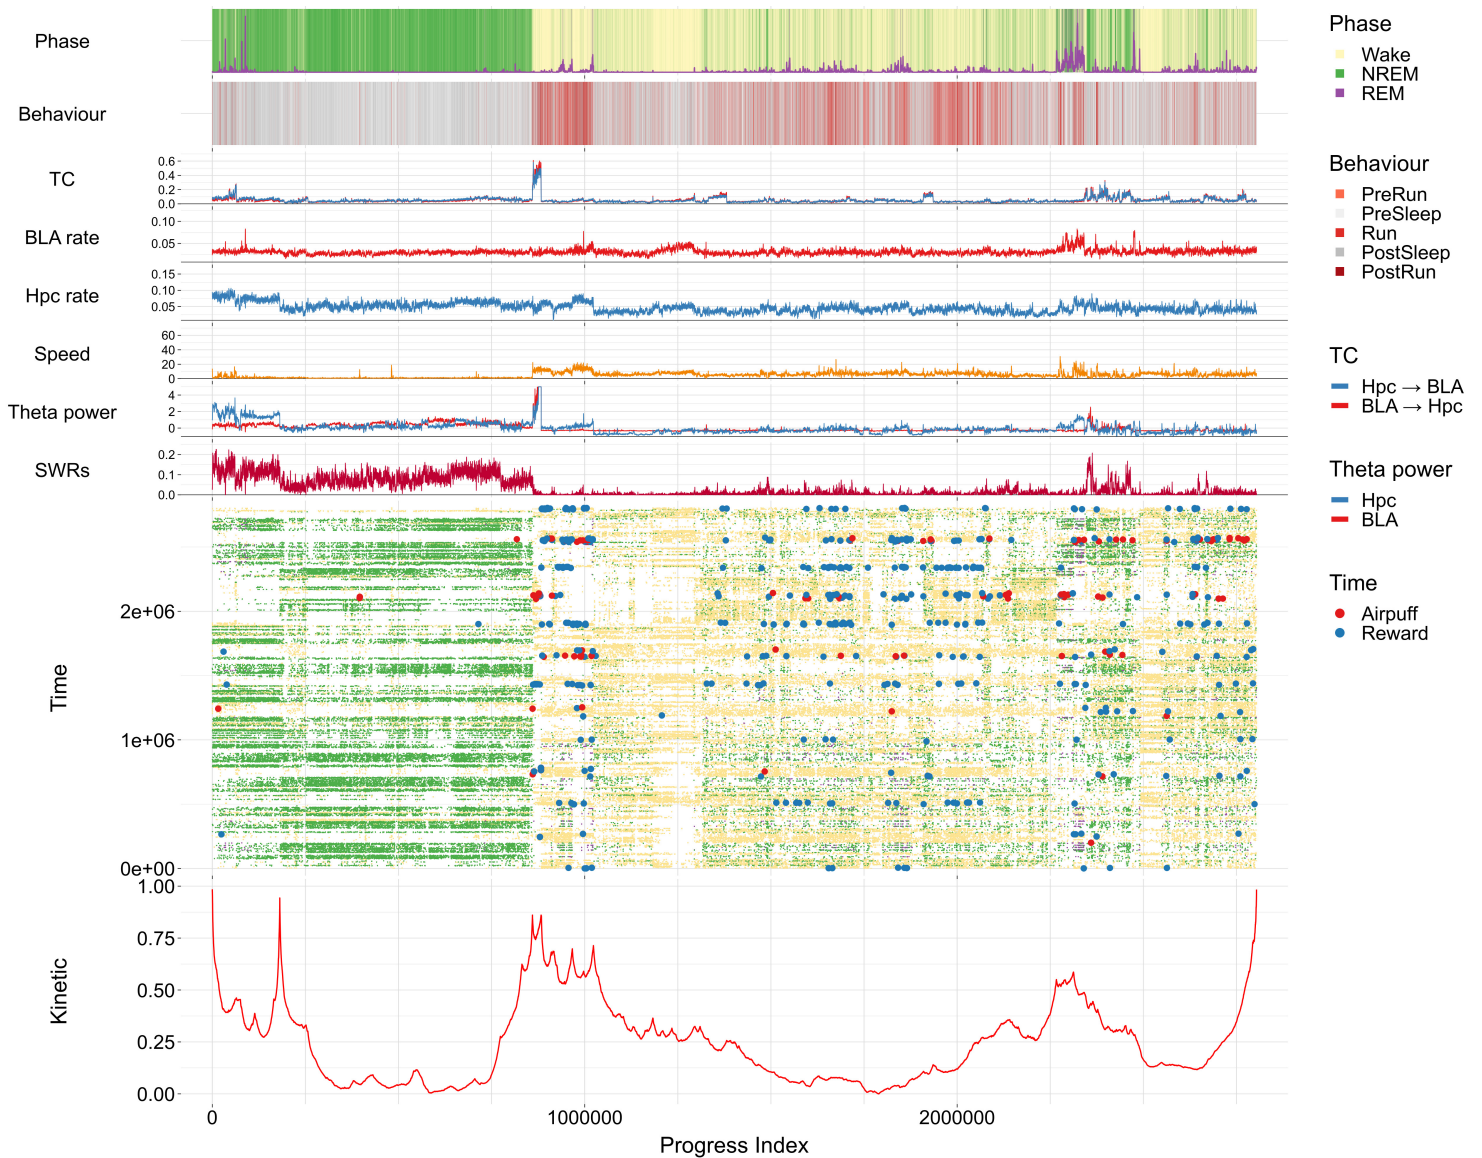 Phase
Behaviour
TC
0.6
0.4
0.2
0.0
BLA rate
0.10
0.05
Hpc rate
0.15
0.10
0.05
Speed
60
40
20
0
Theta power
4
2
0
SWRs
0.2
0.1
0.0
Time
2e+06
1e+06
0e+00
Kinetic
1.00
0.75
0.50
0.25
0.00
0
1000000
2000000
Progress Index
Phase
Wake
NREM
REM
Behaviour
PreRun
PreSleep
Run
PostSleep
PostRun
TC
Hpc → BLA
BLA → Hpc
Theta power
Hpc
BLA
Time
Airpuff
Reward